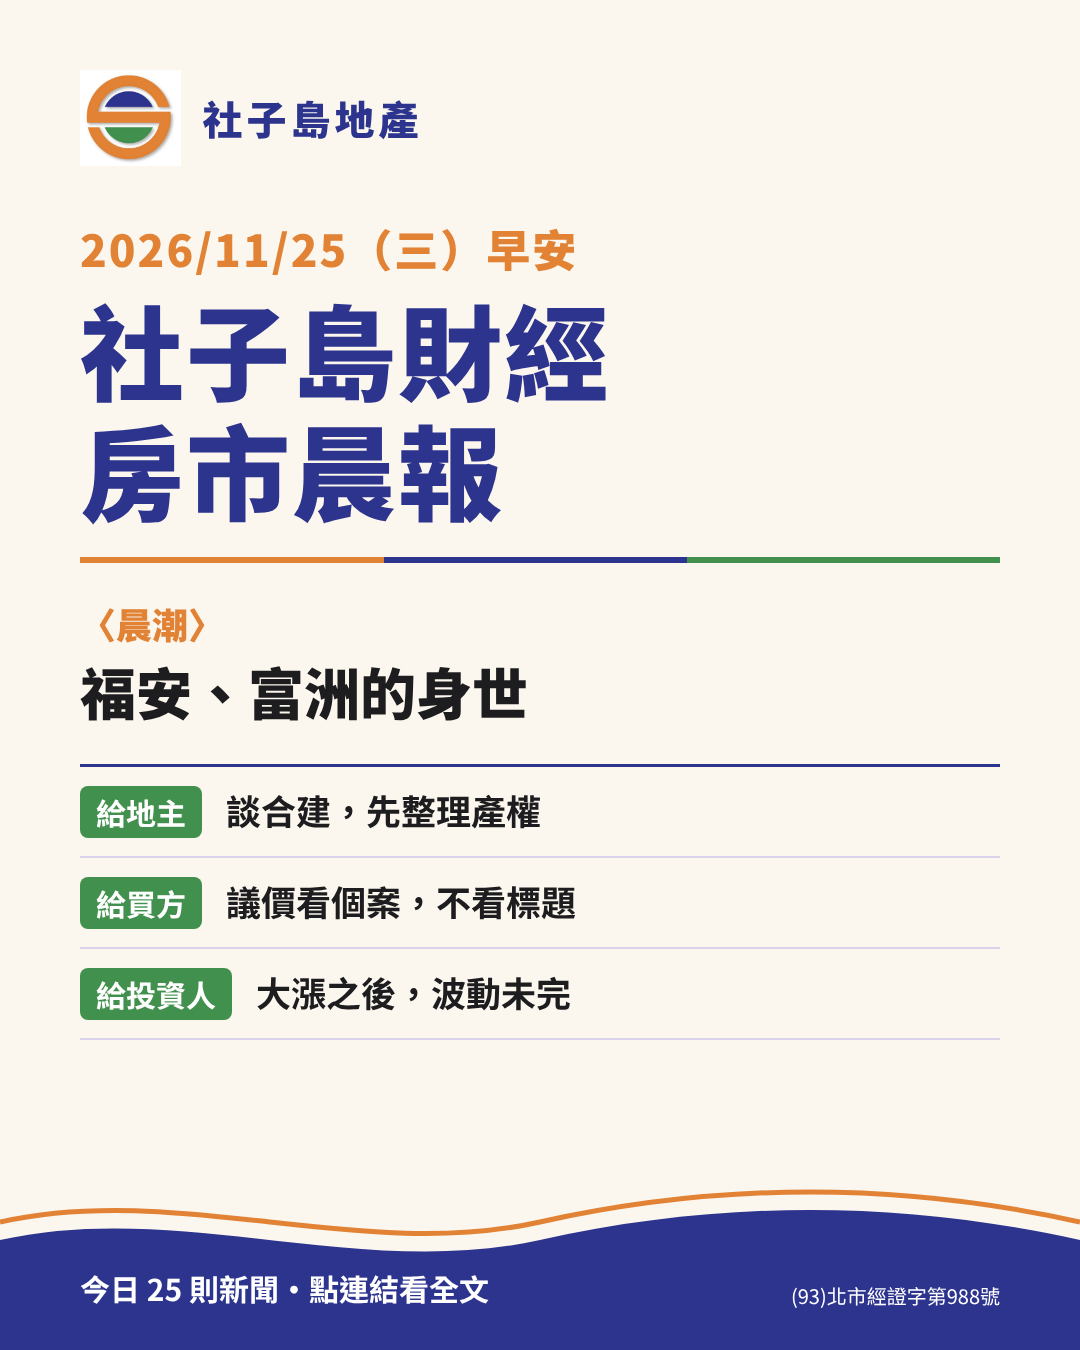 社子島地產
2026/11/25（三）早安
社子島財經
房市晨報
〈晨潮〉
福安、富洲的身世
給地主 談合建，先整理產權
給買方 議價看個案，不看標題
給投資人 大漲之後，波動未完
今日 25 則新聞・點連結看全文
(93)北市經證字第988號